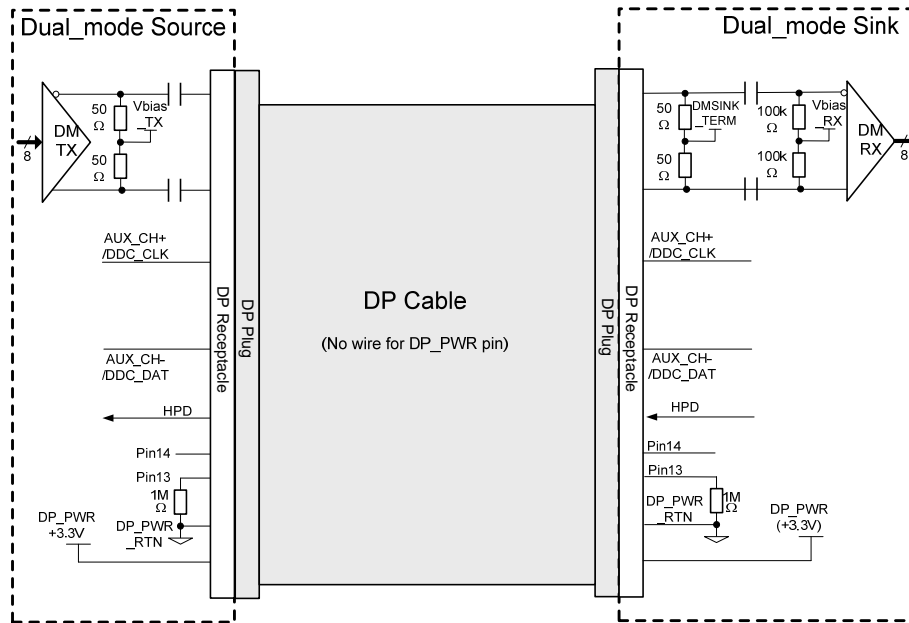 Dual_mode Source
Dual_mode Sink
50
Ω
Vbias
_TX
DM
TX
8
50
Ω
50
Ω
DMSINK
_TERM
100k
Ω
Vbias
_RX
DM
RX
8
50
Ω
100k
Ω
AUX_CH+
/DDC_CLK
AUX_CH+
/DDC_CLK
DP Receptacle
DP Plug
DP Cable
(No wire for DP_PWR pin)
DP Plug
DP Receptacle
AUX_CH-
/DDC_DAT
AUX_CH-
/DDC_DAT
HPD
HPD
Pin14
Pin14
Pin13
Pin13
1M
Ω
DP_PWR
+3.3V
DP_PWR
_RTN
DP_PWR
_RTN
1M
Ω
DP_PWR
(+3.3V)